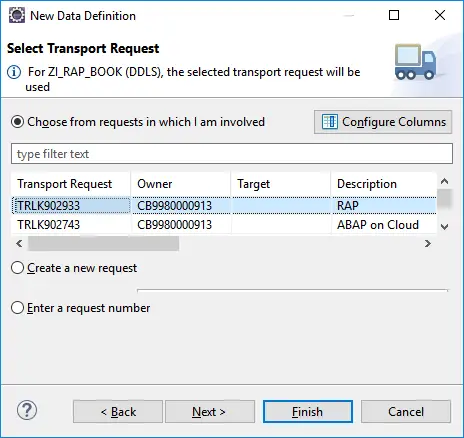 New Data Definition
Select Transport Request
For ZI_RAP_BOOK (DDLS), the selected transport request will be
used
Choose from requests in which I am involved
Configure Columns
type filter text
Transport Request Owner Target Description
TRLK902933 CB9980000913 RAP
TRLK902743 CB9980000913 ABAP on Cloud
Create a new request
Enter a request number
? < Back Next > Finish Cancel